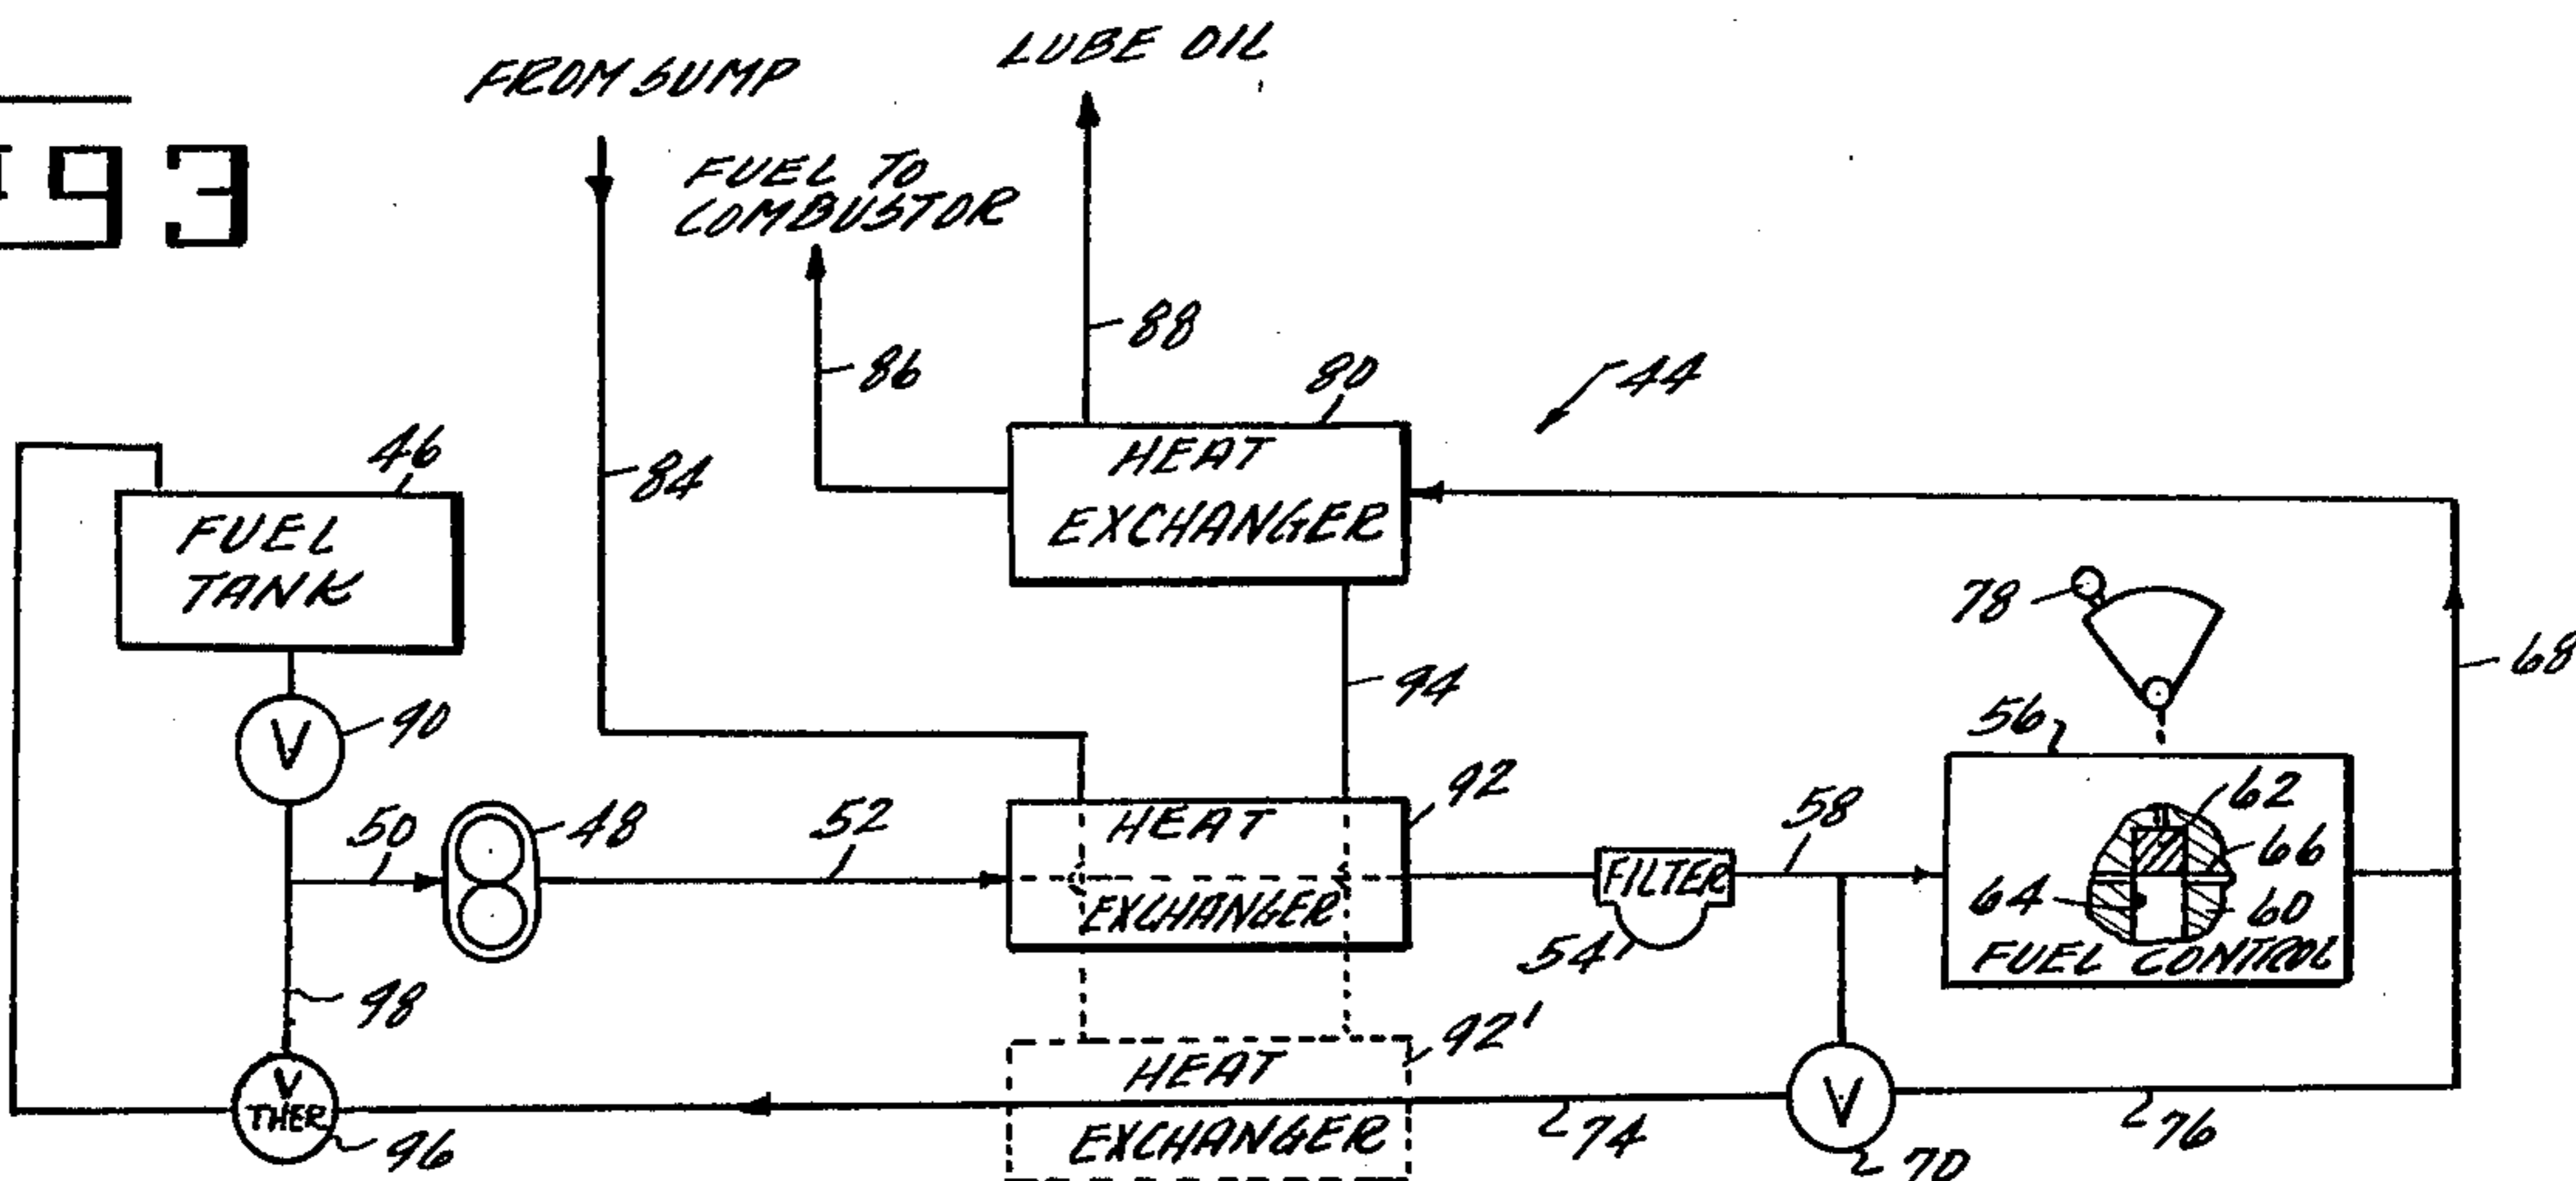 FROM SUMP
LUBE OIL
93
FUEL TO
COMBUSTOR
88
86
80
44
46
84
FUEL
TANK
HEAT
EXCHANGER
78
68
94
90
V
56
92
50
48
52
HEAT
EXCHANGER
58
62
66
64
60
FILTER
54
FUEL CONTROL
98
92'
HEAT
EXCHANGER
V
THER
96
74
V
70
76